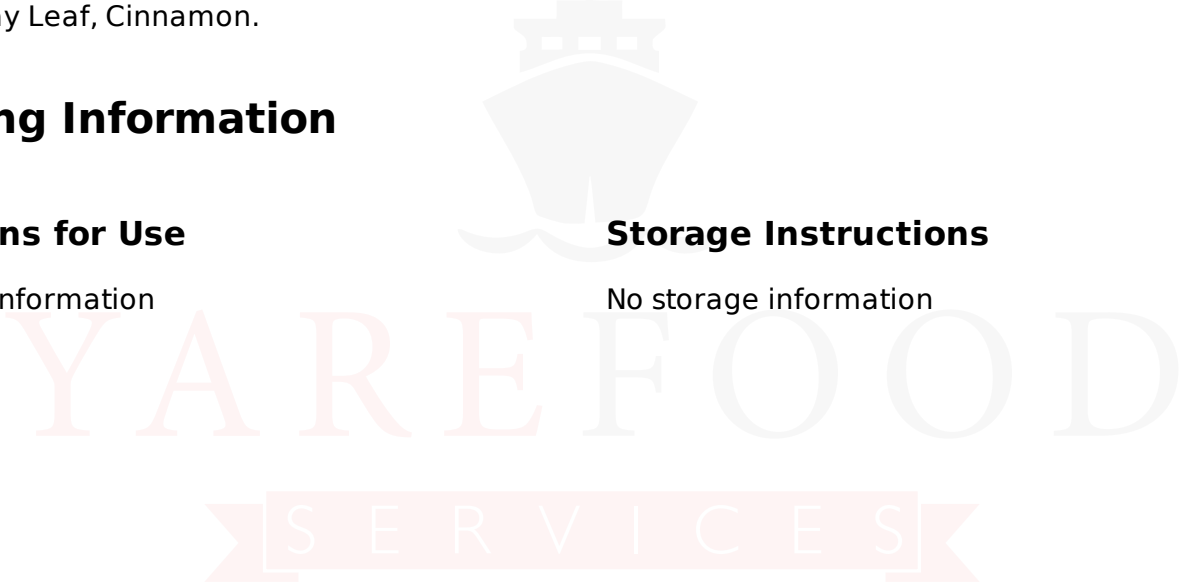 y Leaf, Cinnamon.
ng Information
ns for Use
Storage Instructions
nformation
No storage information
YAREFOOD
SERVICES